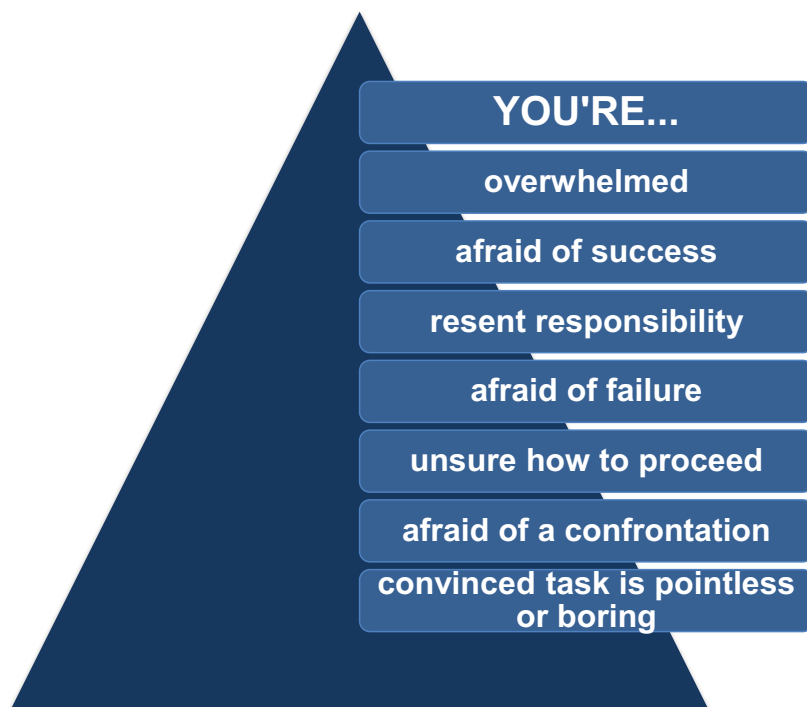 YOU'RE...
overwhelmed
afraid of success
resent responsibility
afraid of failure
unsure how to proceed
afraid of a confrontation
convinced task is pointless
or boring